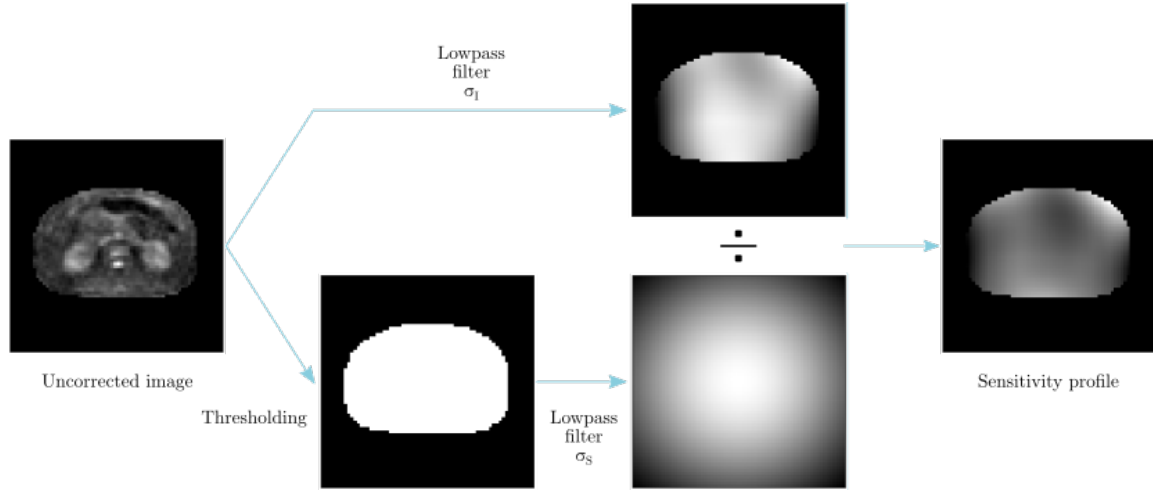 Lowpass
filter
σI
Uncorrected image
Thresholding
Lowpass
filter
σS
÷
Sensitivity profile